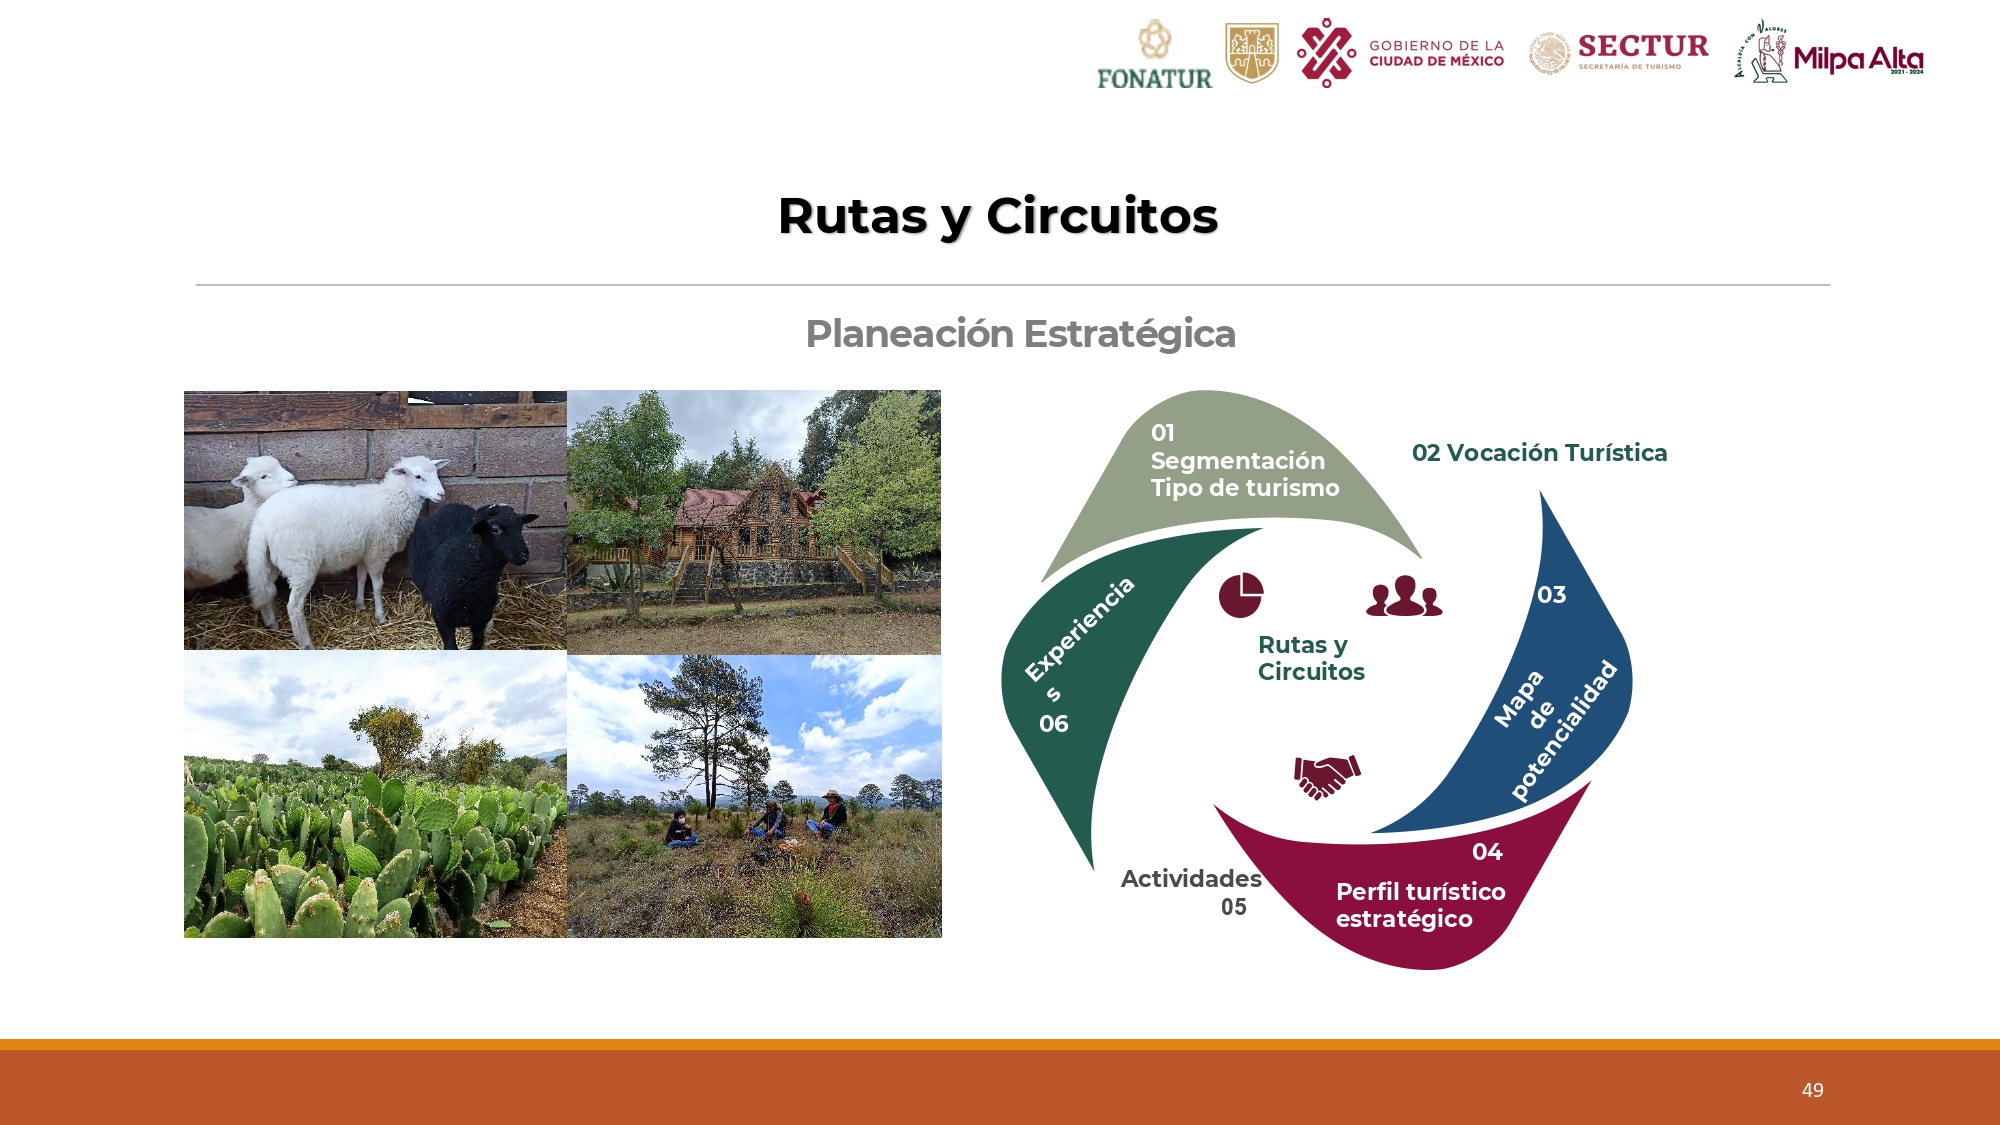 FONATUR
GOBIERNO DE LA
CIUDAD DE MÉXICO
SECTUR
SECRETARÍA DE TURISMO
ALCALDÍA CON VALORES
Milpa Alta
2021 - 2024
Rutas y Circuitos
Planeación Estratégica
01
Segmentación
Tipo de turismo
02 Vocación Turística
03
Mapa
de
potencialidad
04
Perfil turístico
estratégico
Actividades
05
Experiencia
s
06
Rutas y
Circuitos
49